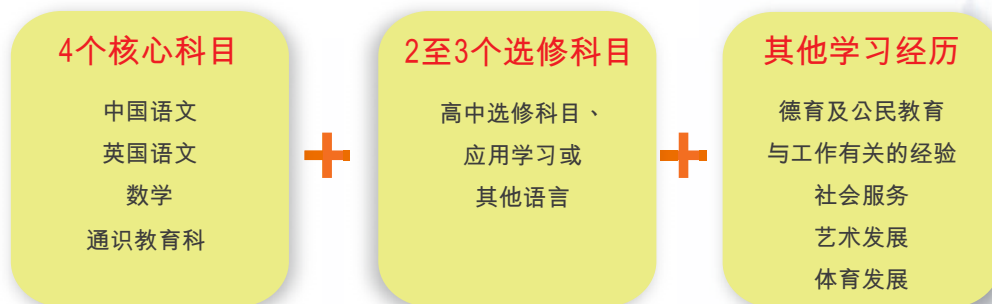 4个核心科目
中国语文
英国语文
数学
通识教育科
2至3个选修科目
高中选修科目、
应用学习或
其他语言
其他学习经历
德育及公民教育
与工作有关的经验
社会服务
艺术发展
体育发展